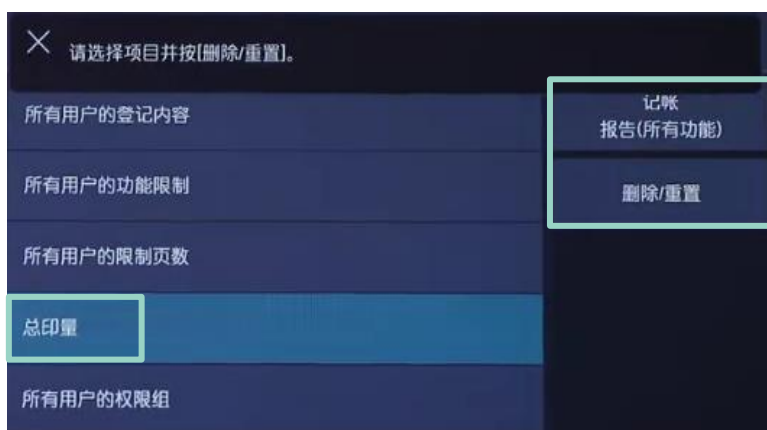 请选择项目并按[删除/重置]。
所有用户的登记内容
记帐
报告(所有功能)
所有用户的功能限制
删除/重置
所有用户的限制页数
总印量
所有用户的权限组